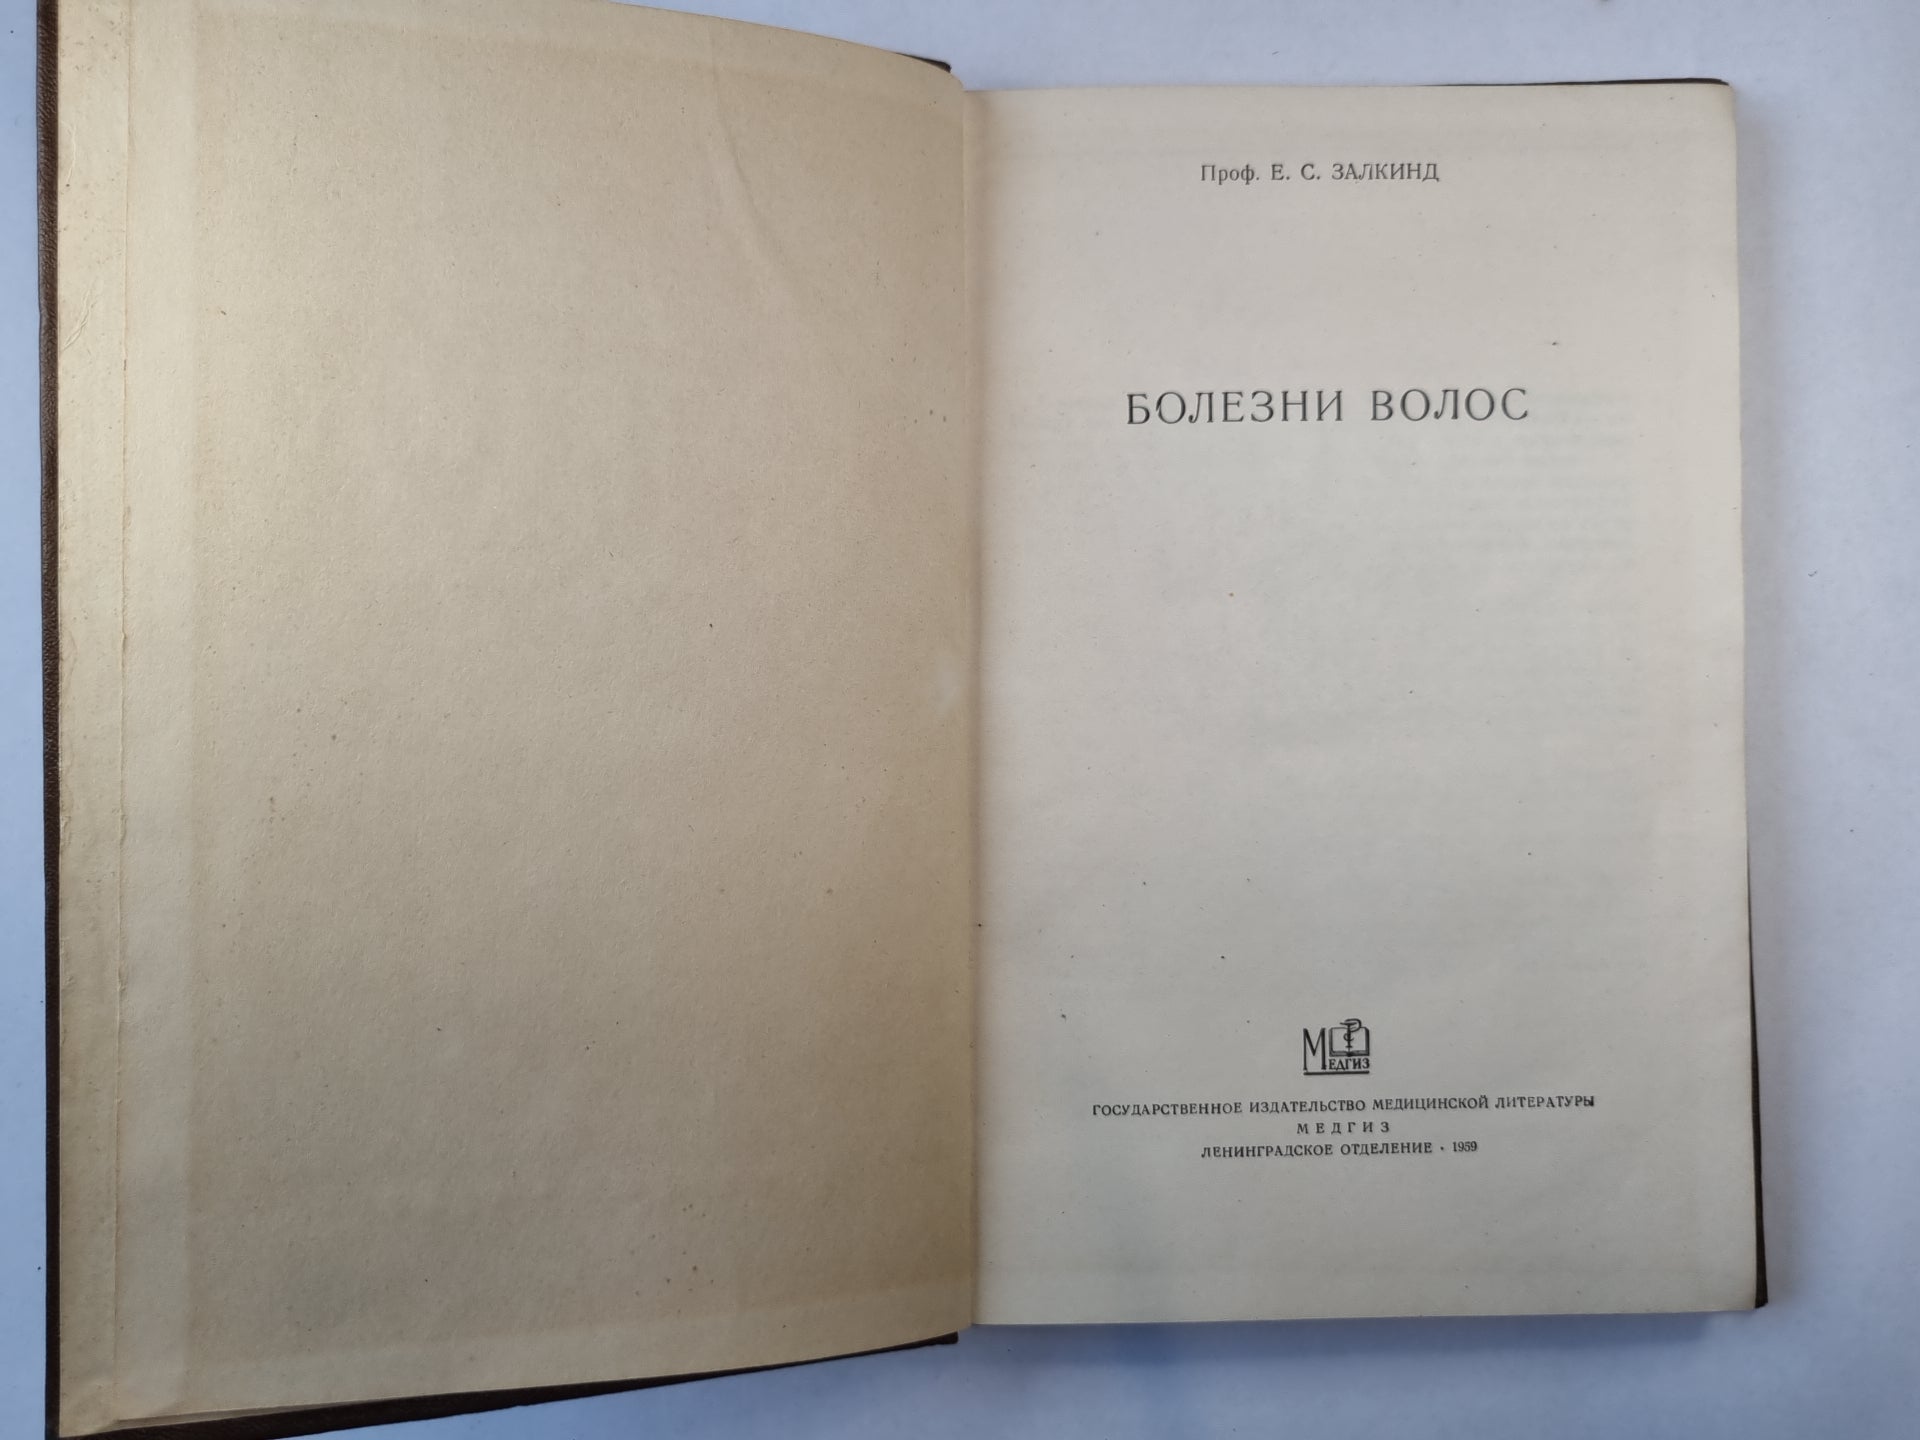 Проф. Е. С. ЗАЛКИНД
БОЛЕЗНИ ВОЛОС
МЕДГИЗ
ГОСУДАРСТВЕННОЕ ИЗДАТЕЛЬСТВО МЕДИЦИНСКОЙ ЛИТЕРАТУРЫ
МЕДГИЗ
ЛЕНИНГРАДСКОЕ ОТДЕЛЕНИЕ · 1959